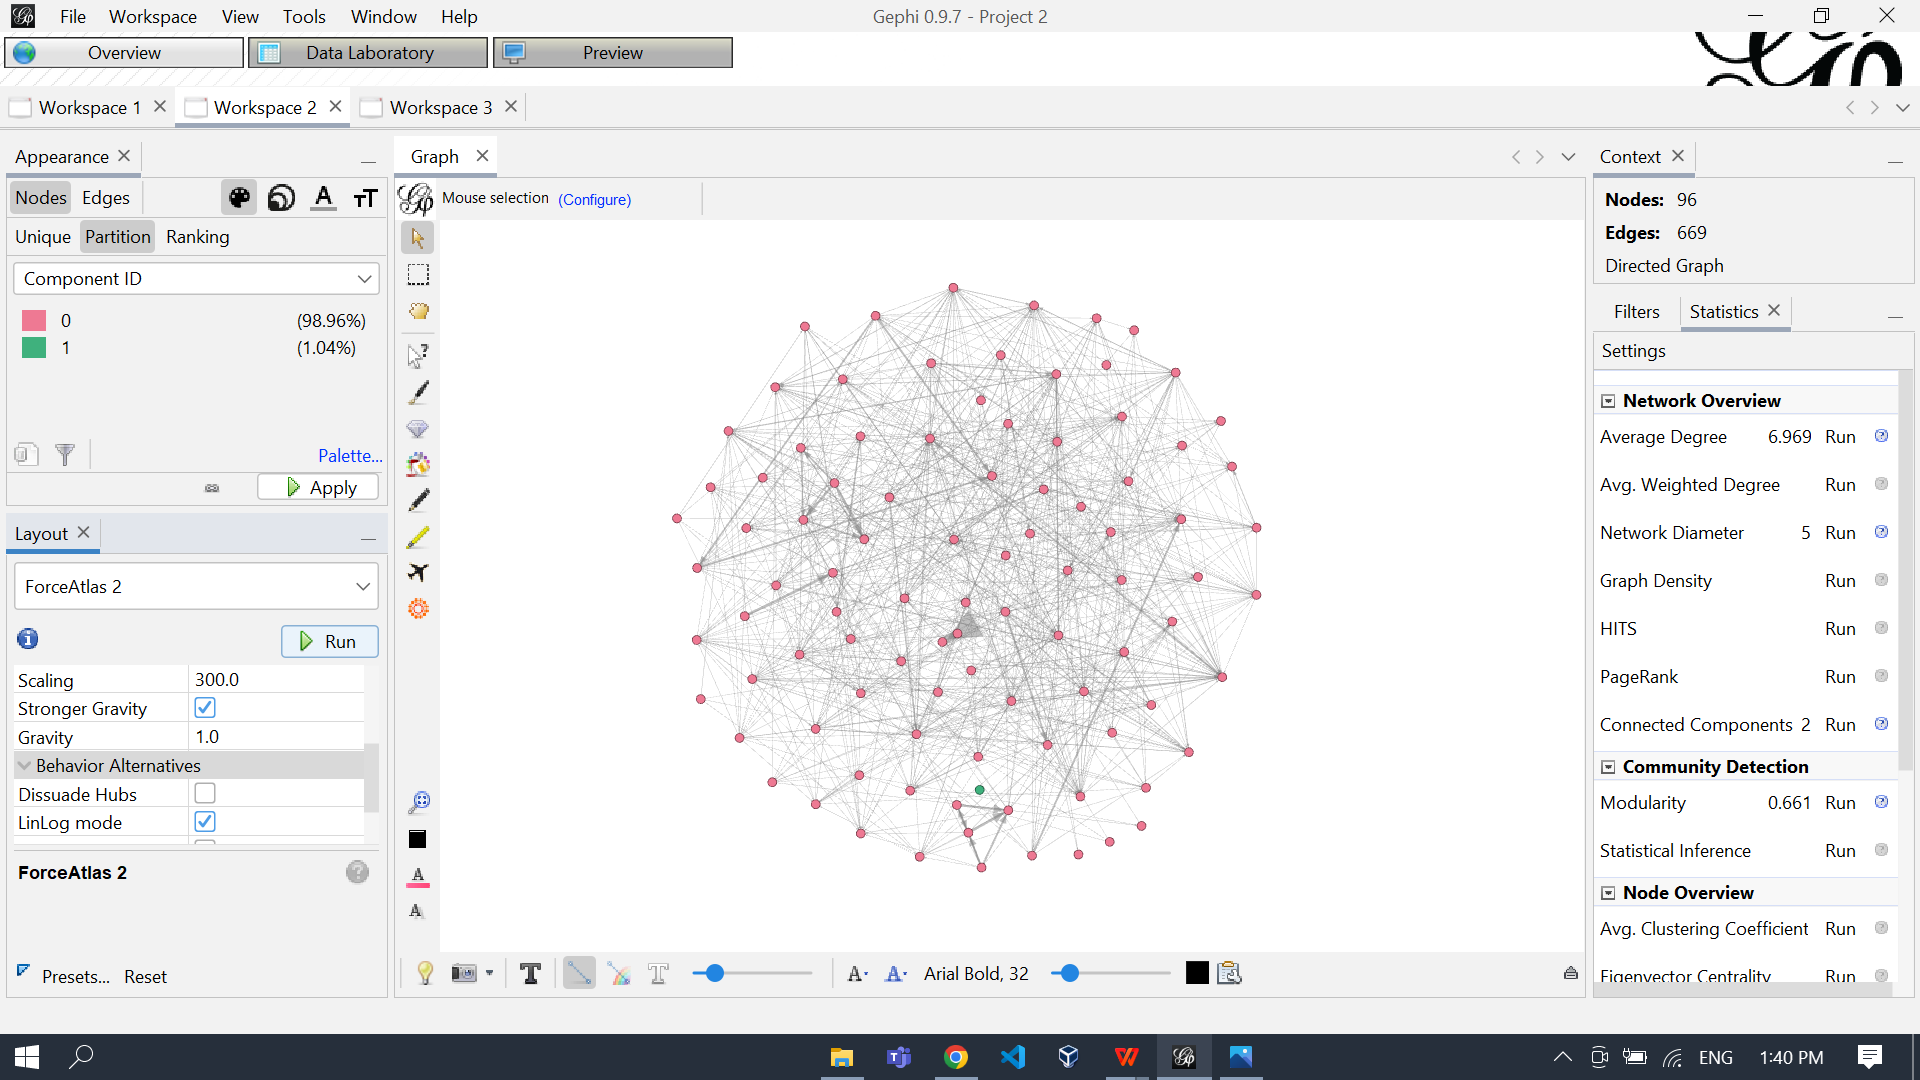 File Workspace View Tools Window Help Gephi 0.9.7 - Project 2
Overview Data Laboratory Preview
Workspace 1 Workspace 2 Workspace 3
Appearance
Nodes Edges
Unique Partition Ranking
Component ID
0 (98.96%)
1 (1.04%)
Palette...
Apply
Layout
ForceAtlas 2
Run
Scaling 300.0
Stronger Gravity
Gravity 1.0
Behavior Alternatives
Dissuade Hubs
LinLog mode
ForceAtlas 2
Presets... Reset
Graph
Mouse selection (Configure)
Arial Bold, 32
Context
Nodes: 96
Edges: 669
Directed Graph
Filters Statistics
Settings
Network Overview
Average Degree 6.969 Run
Avg. Weighted Degree Run
Network Diameter 5 Run
Graph Density Run
HITS Run
PageRank Run
Connected Components 2 Run
Community Detection
Modularity 0.661 Run
Statistical Inference Run
Node Overview
Avg. Clustering Coefficient Run
Eigenvector Centrality Run
ENG 1:40 PM